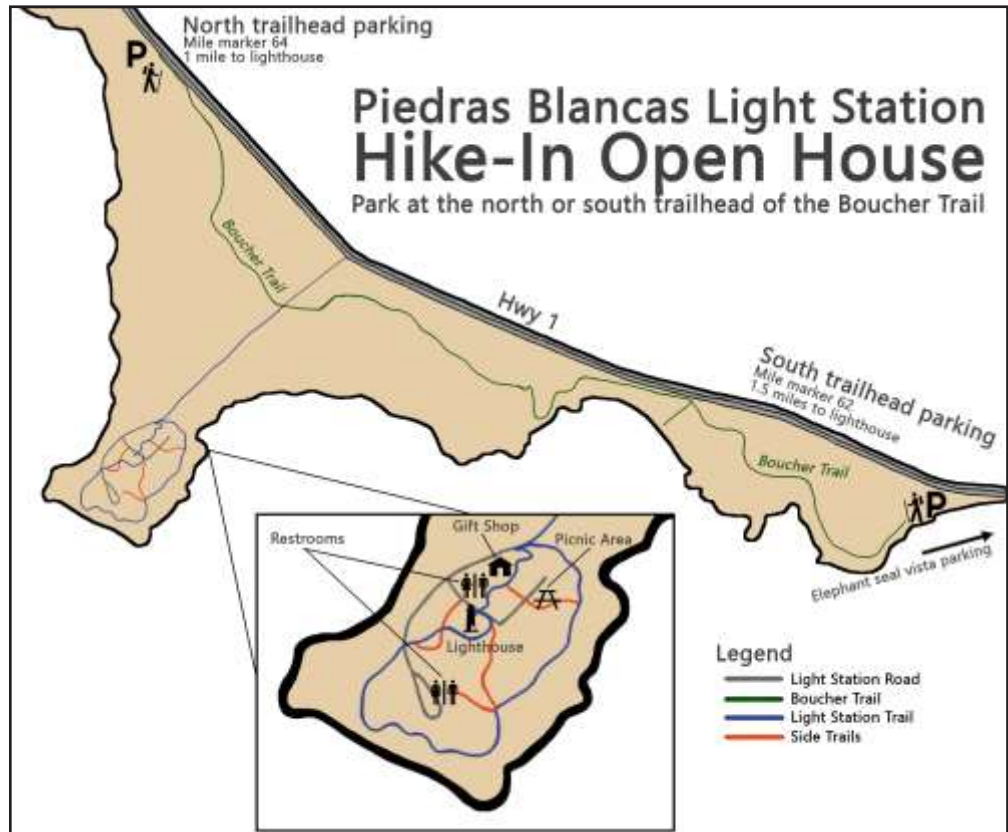 North trailhead parking
Mile marker 64
1 mile to lighthouse
P
Piedras Blancas Light Station
Hike-In Open House
Park at the north or south trailhead of the Boucher Trail
Boucher Trail
Hwy 1
South trailhead parking
Mile marker 62
1.5 miles to lighthouse
Boucher Trail
P
Elephant seal vista parking
Gift Shop
Restrooms
Picnic Area
Lighthouse
Legend
Light Station Road
Boucher Trail
Light Station Trail
Side Trails